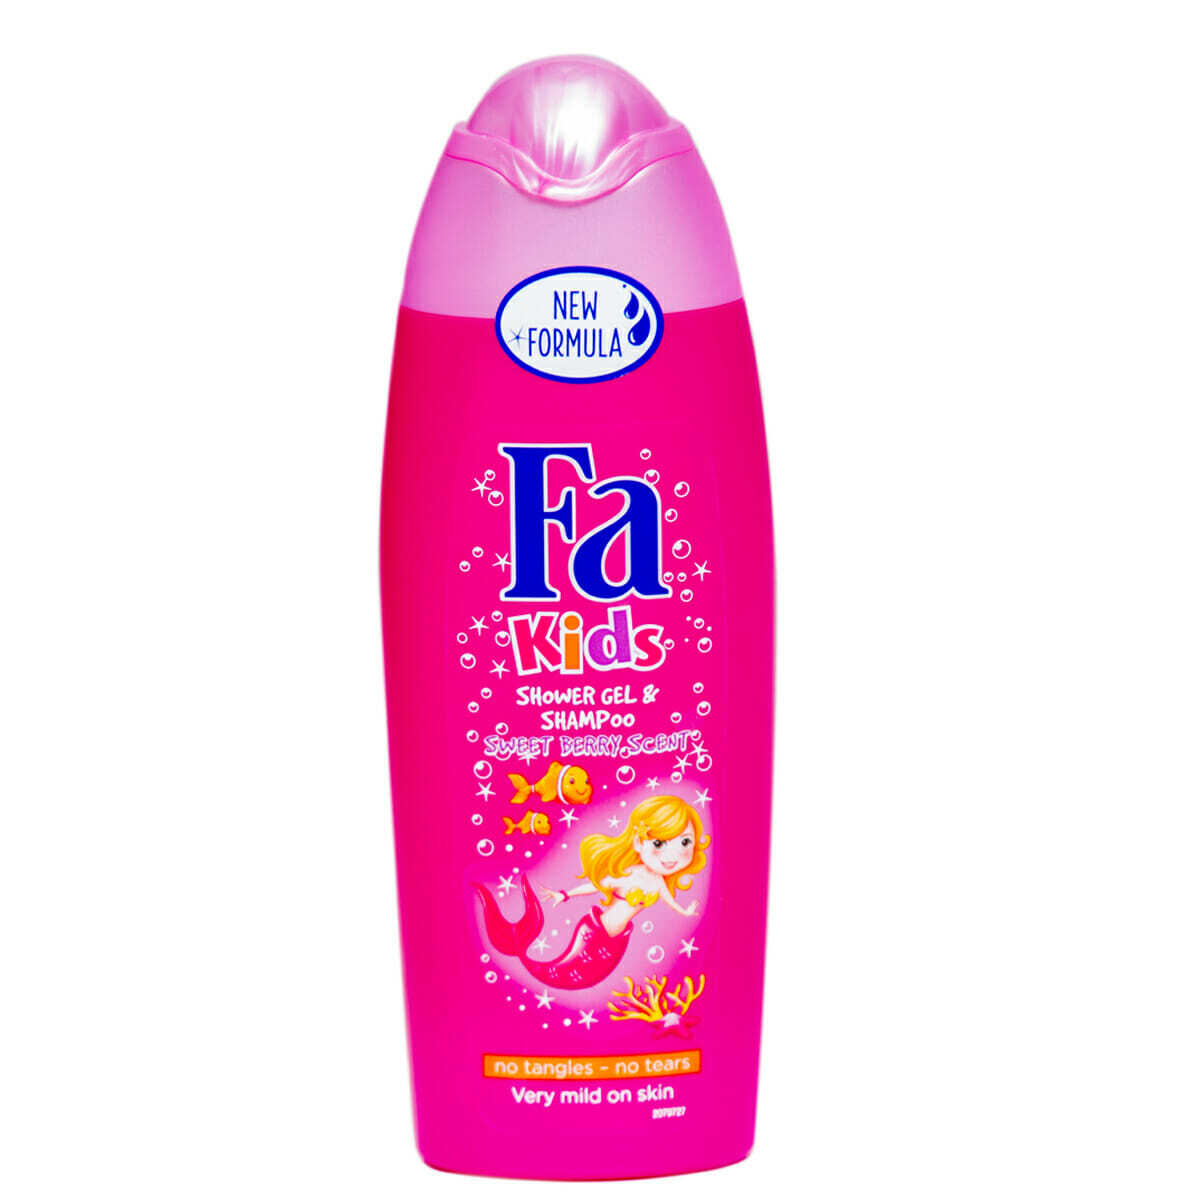 NEW
FORMULA
Fa
Kids
SHOWER GEL &
SHAMPOO
SWEET BERRY SCENT
no tangles - no tears
Very mild on skin